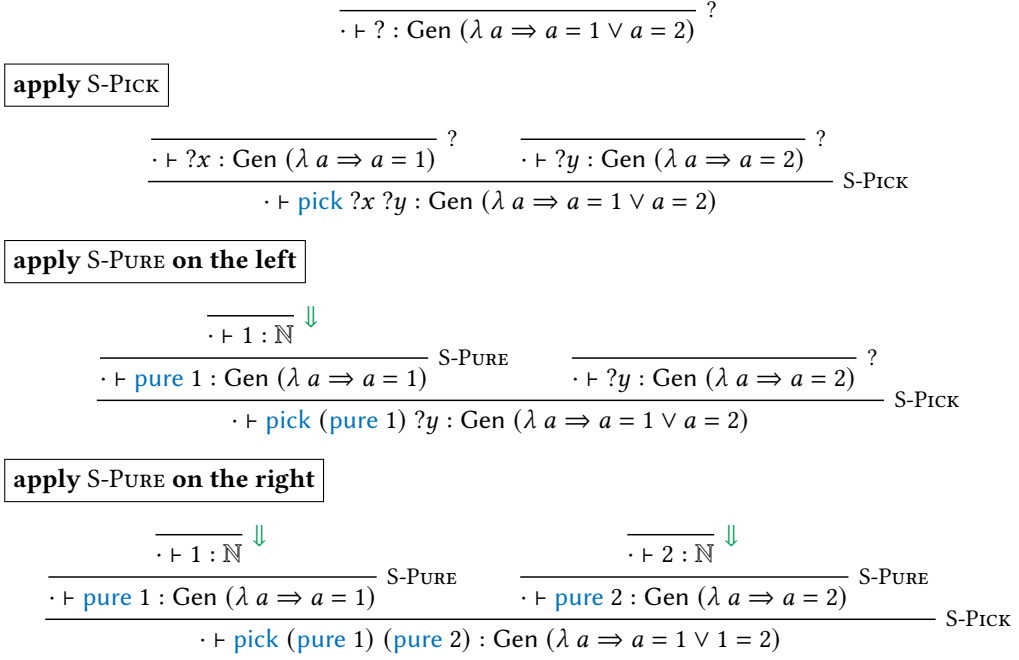 ?
· ⊢ ? : Gen (λ a ⇒ a = 1 ∨ a = 2)
apply S-Pick
? ?
· ⊢ ?x : Gen (λ a ⇒ a = 1) · ⊢ ?y : Gen (λ a ⇒ a = 2)
S-Pick
· ⊢ pick ?x ?y : Gen (λ a ⇒ a = 1 ∨ a = 2)
apply S-Pure on the left
⇓
· ⊢ 1 : ℕ
S-Pure ?
· ⊢ pure 1 : Gen (λ a ⇒ a = 1) · ⊢ ?y : Gen (λ a ⇒ a = 2)
S-Pick
· ⊢ pick (pure 1) ?y : Gen (λ a ⇒ a = 1 ∨ a = 2)
apply S-Pure on the right
⇓ ⇓
· ⊢ 1 : ℕ · ⊢ 2 : ℕ
S-Pure S-Pure
· ⊢ pure 1 : Gen (λ a ⇒ a = 1) · ⊢ pure 2 : Gen (λ a ⇒ a = 2)
S-Pick
· ⊢ pick (pure 1) (pure 2) : Gen (λ a ⇒ a = 1 ∨ 1 = 2)